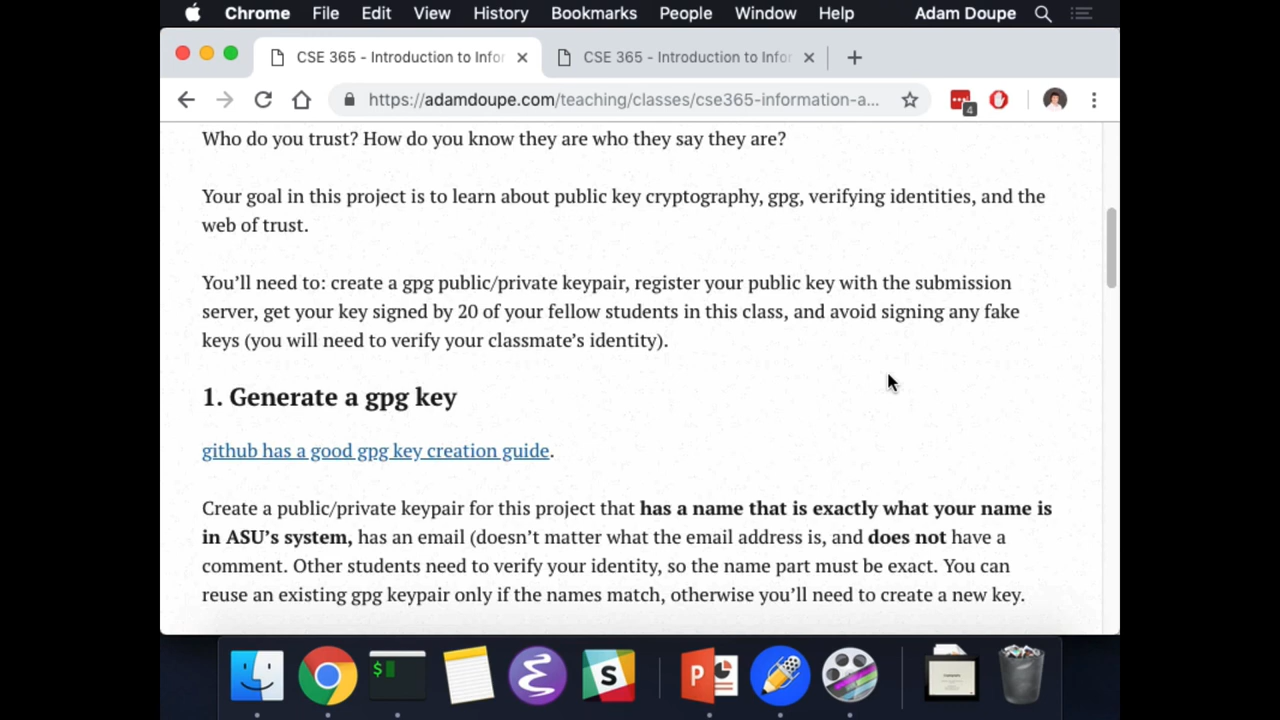 Chrome File Edit View History Bookmarks People Window Help Adam Doupe
CSE 365 - Introduction to Infor CSE 365 - Introduction to Infor
https://adamdoupe.com/teaching/classes/cse365-information-a...
4
Who do you trust? How do you know they are who they say they are?
Your goal in this project is to learn about public key cryptography, gpg, verifying identities, and the
web of trust.
You’ll need to: create a gpg public/private keypair, register your public key with the submission
server, get your key signed by 20 of your fellow students in this class, and avoid signing any fake
keys (you will need to verify your classmate’s identity).
1. Generate a gpg key
github has a good gpg key creation guide.
Create a public/private keypair for this project that has a name that is exactly what your name is
in ASU’s system, has an email (doesn’t matter what the email address is, and does not have a
comment. Other students need to verify your identity, so the name part must be exact. You can
reuse an existing gpg keypair only if the names match, otherwise you’ll need to create a new key.
$ S P